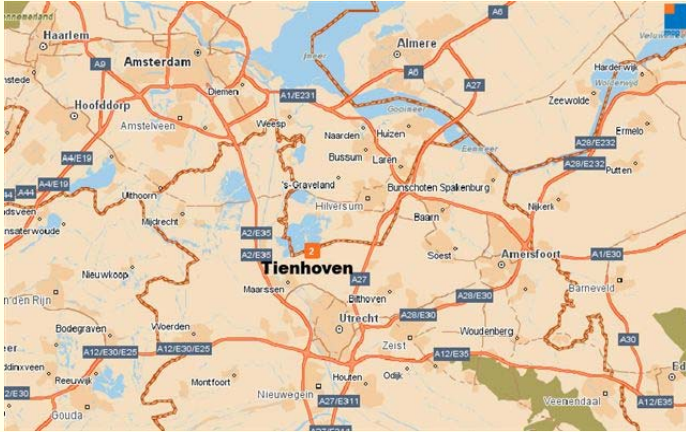 A6
Haarlem
Almere
Amsterdam
A9
A6
Harderwijk
Diemen
A1/E231
A27
Zeewolde
Hoofddorp
Gooimeer
Amstelveen
Weesp
Naarden
Huizen
Ermelo
A28/E232
Eemmeer
A4/E19
Bussum
Laren
A28/E232
Putten
A44
A4/E19
Uithoorn
's-Graveland
Bunschoten Spakenburg
Hilversum
Nijkerk
Mijdrecht
Baarn
A2/E35
2
A2/E35
Soest
Amersfoort
A1/E30
Tienhoven
Nieuwkoop
Maarssen
A27
Barneveld
Bilthoven
A28/E30
Utrecht
A28/E30
Bodegraven
Woerden
Woudenberg
A30
Zeist
A12/E30/E25
A12/E30/E25
A12/E35
Reeuwijk
Montfoort
Houten
Odijk
A12/E30
Nieuwegein
A12/E35
A27/E311
Veenendaal
Gouda